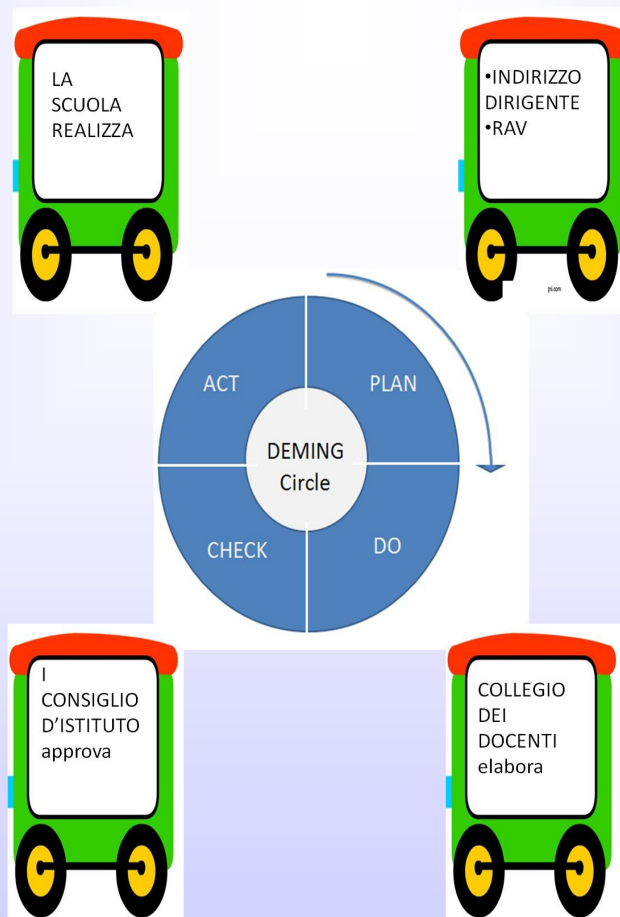 LA
SCUOLA
REALIZZA
•INDIRIZZO
DIRIGENTE
•RAV
ACT
PLAN
DEMING
Circle
CHECK
DO
I
CONSIGLIO
D'ISTITUTO
approva
COLLEGIO
DEI
DOCENTI
elabora